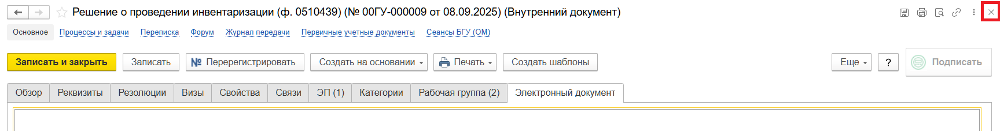 Решение о проведении инвентаризации (ф. 0510439) (№ 00ГУ-000009 от 08.09.2025) (Внутренний документ)
Основное Процессы и задачи Переписка Форум Журнал передачи Первичные учетные документы Сеансы БГУ (ОМ)
Записать и закрыть Записать № Перерегистрировать Создать на основании Печать Создать шаблоны Еще ? Подписать
Обзор Реквизиты Резолюции Визы Свойства Связи ЭП (1) Категории Рабочая группа (2) Электронный документ